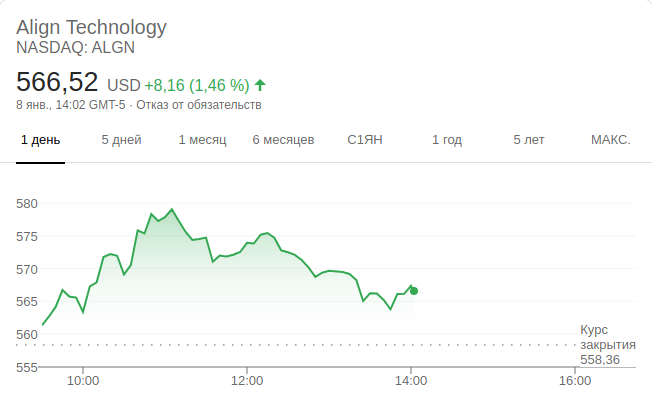 Align Technology
NASDAQ: ALGN
566,52 USD +8,16 (1,46 %)
8 янв., 14:02 GMT-5 · Отказ от обязательств
1 день 5 дней 1 месяц 6 месяцев С1ЯН 1 год 5 лет МАКС.
580
575
570
565
560
555
Курс
закрытия
558,36
10:00 12:00 14:00 16:00